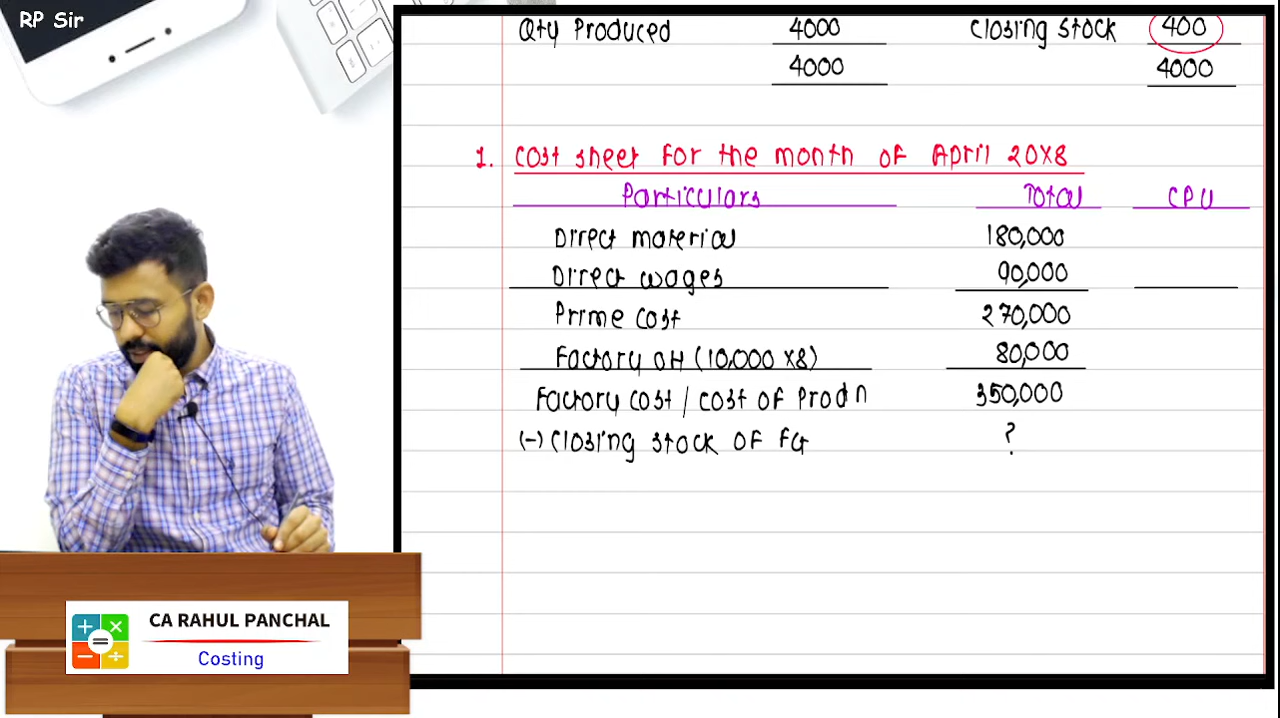 RP Sir
Qty Produced 4000 Closing Stock 400
4000 4000
1. Cost sheet for the month of April 20X8
Particulars Total CPU
Direct material 180,000
Direct wages 90,000
Prime cost 270,000
Factory OH (10,000 X8) 80,000
Factory cost / cost of Prodn 350,000
(-) Closing stock of FG ?
CA RAHUL PANCHAL
Costing